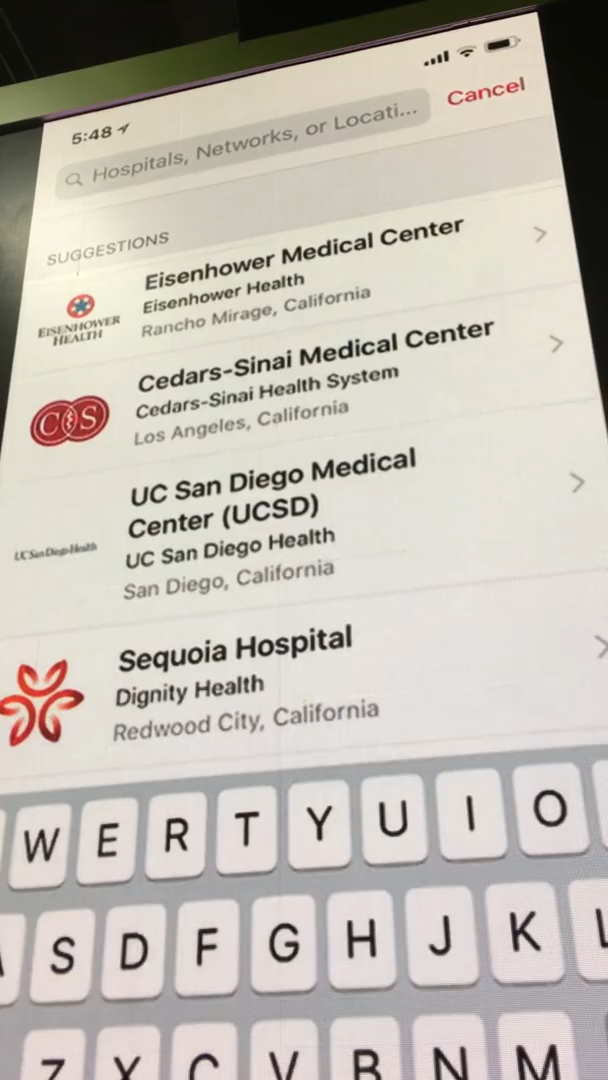 5:48
Hospitals, Networks, or Locati...
Cancel
SUGGESTIONS
Eisenhower Medical Center
Eisenhower Health
Rancho Mirage, California
EISENHOWER
HEALTH
Cedars-Sinai Medical Center
Cedars-Sinai Health System
Los Angeles, California
C S
UC San Diego Medical
Center (UCSD)
UC San Diego Health
San Diego, California
UC San Diego Health
Sequoia Hospital
Dignity Health
Redwood City, California
W E R T Y U I O
A S D F G H J K L
Z X C V B N M